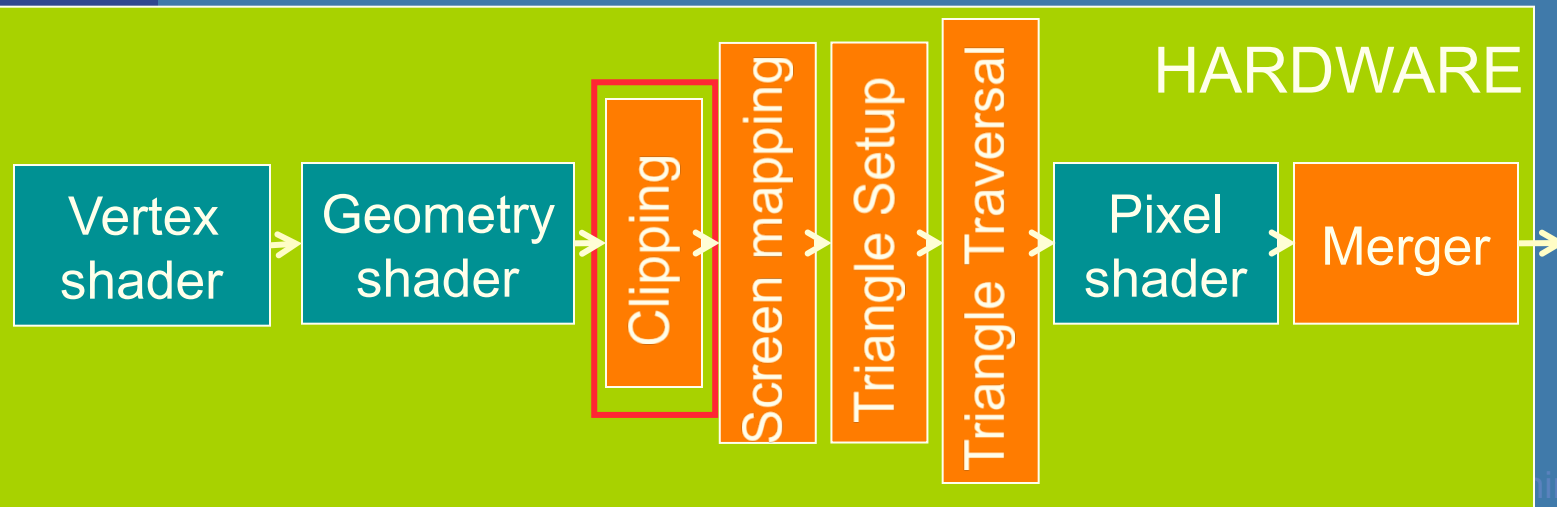 HARDWARE
Vertex
shader
Geometry
shader
Clipping
Screen mapping
Triangle Setup
Triangle Traversal
Pixel
shader
Merger